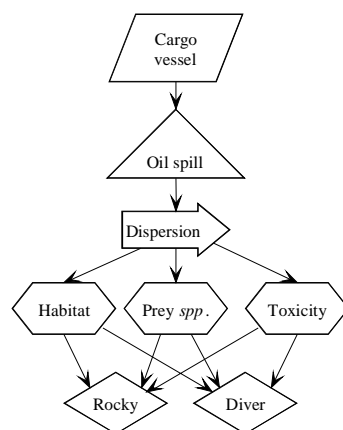 Cargo
vessel
Oil spill
Dispersion
Habitat Prey spp. Toxicity
Rocky Diver